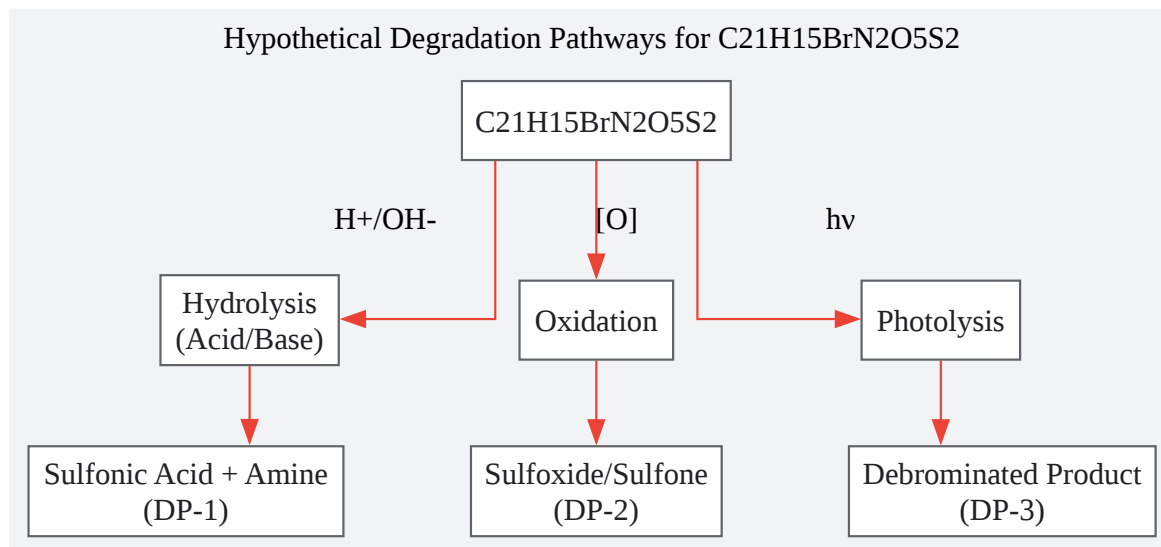 Hypothetical Degradation Pathways for C21H15BrN2O5S2
C21H15BrN2O5S2
H+/OH-
[O]
hν
Hydrolysis
(Acid/Base)
Oxidation
Photolysis
Sulfonic Acid + Amine
(DP-1)
Sulfoxide/Sulfone
(DP-2)
Debrominated Product
(DP-3)